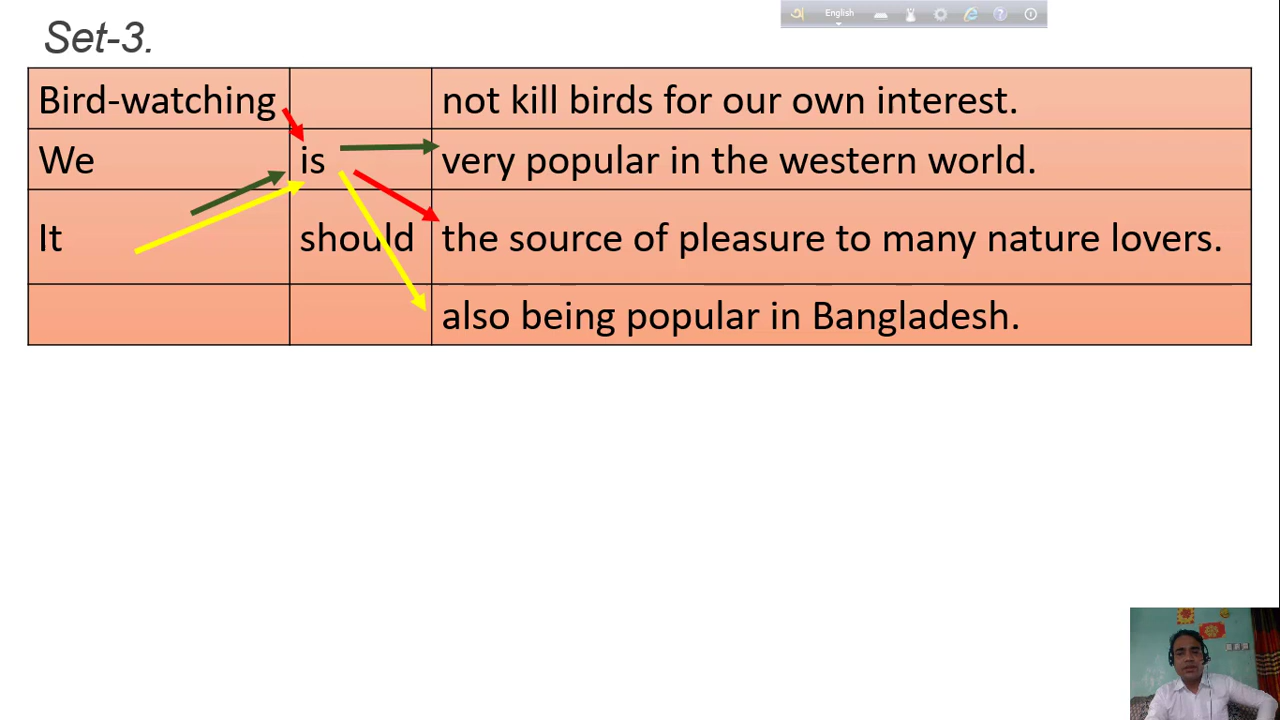 English
Set-3.
Bird-watching not kill birds for our own interest.
We is very popular in the western world.
It should the source of pleasure to many nature lovers.
also being popular in Bangladesh.